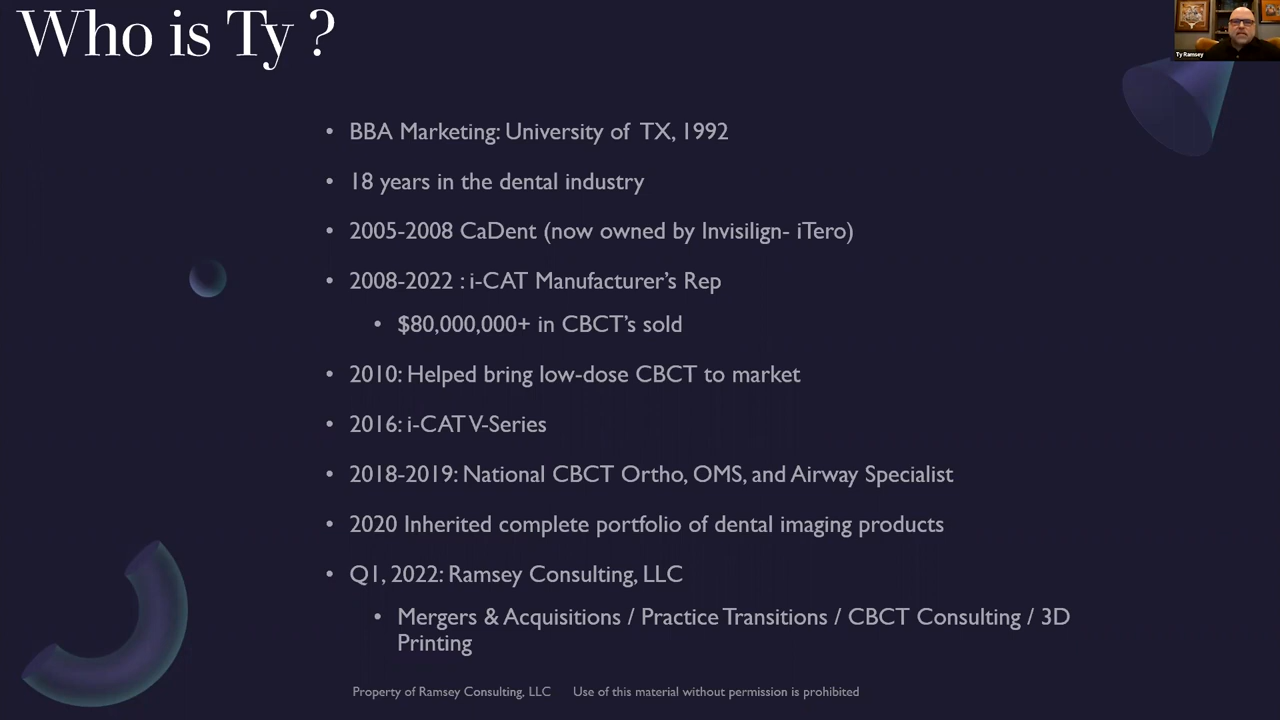 Who is Ty ?
Ty Ramsey
• BBA Marketing: University of TX, 1992
• 18 years in the dental industry
• 2005-2008 CaDent (now owned by Invisilign- iTero)
• 2008-2022 : i-CAT Manufacturer’s Rep
• $80,000,000+ in CBCT’s sold
• 2010: Helped bring low-dose CBCT to market
• 2016: i-CAT V-Series
• 2018-2019: National CBCT Ortho, OMS, and Airway Specialist
• 2020 Inherited complete portfolio of dental imaging products
• Q1, 2022: Ramsey Consulting, LLC
• Mergers & Acquisitions / Practice Transitions / CBCT Consulting / 3D
Printing
Property of Ramsey Consulting, LLC Use of this material without permission is prohibited